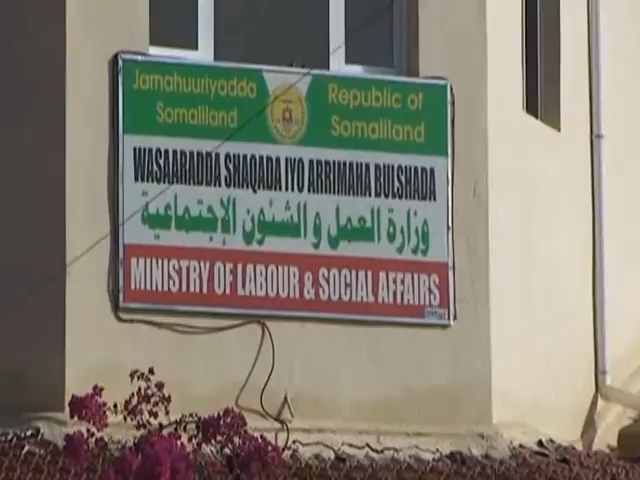 Jamahuuriyadda
Somaliland
Republic of
Somaliland
WASAARADDA SHAQADA IYO ARRIMAHA BULSHADA
وزارة العمل و الشئون الإجتماعية
MINISTRY OF LABOUR & SOCIAL AFFAIRS